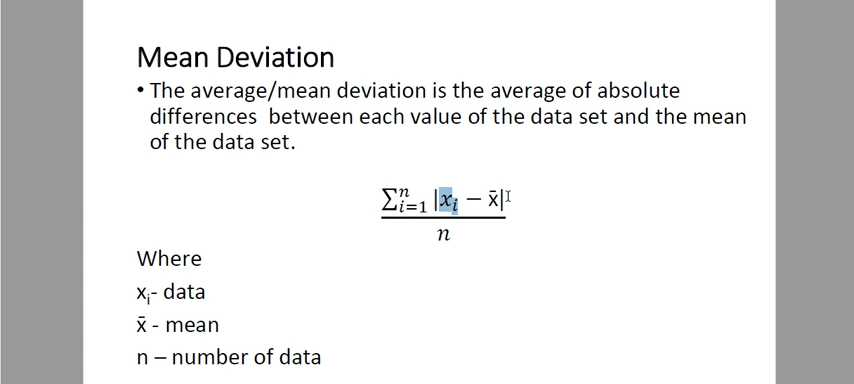 Mean Deviation
• The average/mean deviation is the average of absolute
differences between each value of the data set and the mean
of the data set.
∑ⁿᵢ₌₁ |xᵢ − x̄|
n
Where
xᵢ- data
x̄ - mean
n – number of data